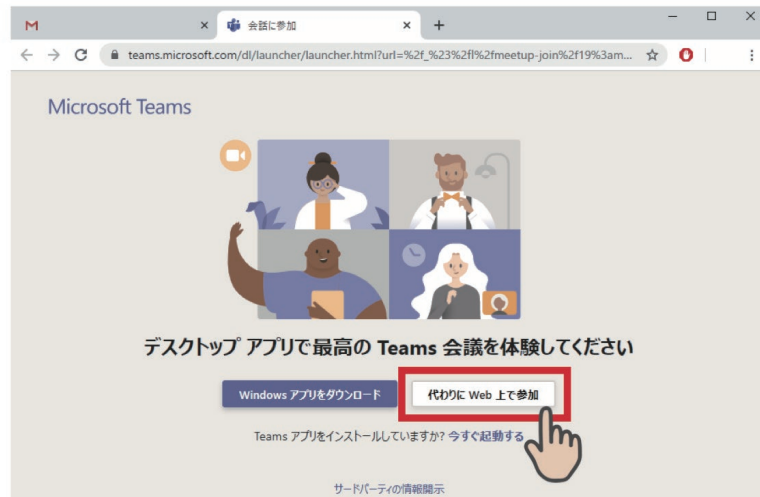 会話に参加
teams.microsoft.com/dl/launcher/launcher.html?url=%2f_%23%2fl%2fmeetup-join%2f19%3am...
Microsoft Teams
デスクトップ アプリで最高の Teams 会議を体験してください
Windows アプリをダウンロード
代わりに Web 上で参加
Teams アプリをインストールしていますか? 今すぐ起動する
サードパーティの情報開示